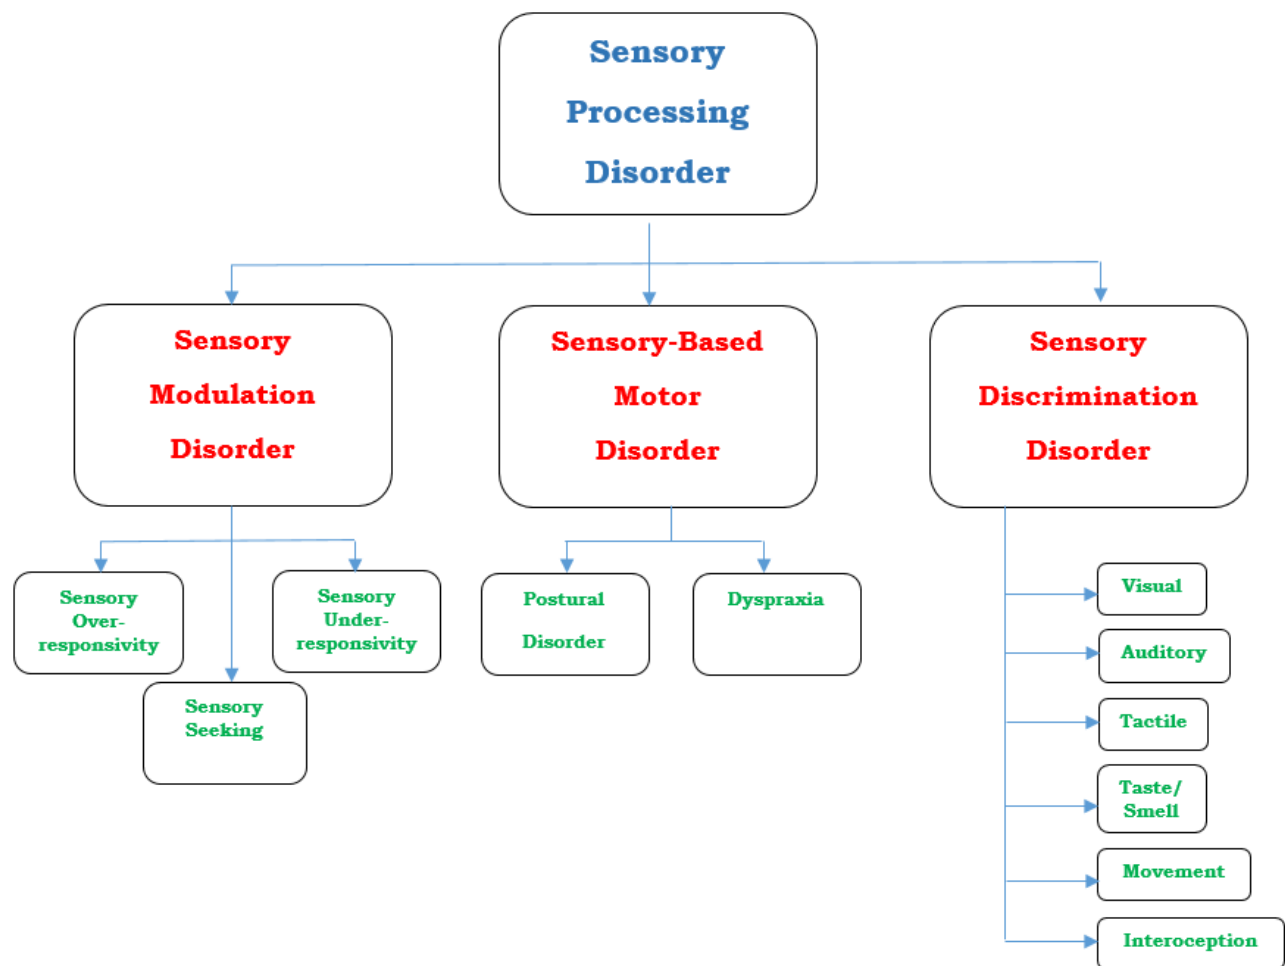 Sensory
Processing
Disorder
Sensory
Modulation
Disorder
Sensory-Based
Motor
Disorder
Sensory
Discrimination
Disorder
Sensory
Over-
responsivity
Sensory
Seeking
Sensory
Under-
responsivity
Postural
Disorder
Dyspraxia
Visual
Auditory
Tactile
Taste/
Smell
Movement
Interoception